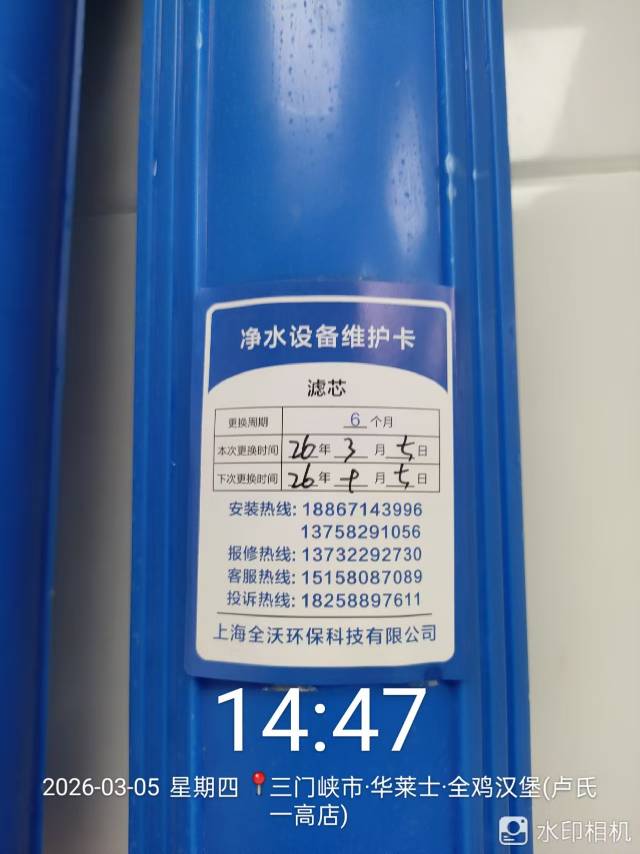 净水设备维护卡
滤芯
更换周期 6 个月
本次更换时间 26年 3 月 5 日
下次更换时间 26年 月 5 日
安装热线: 18867143996
13758291056
报修热线: 13732292730
客服热线: 15158087089
投诉热线: 18258897611
上海全沃环保科技有限公司
14:47
2026-03-05 星期四 三门峡市·华莱士·全鸡汉堡(卢氏
一高店)
水印相机